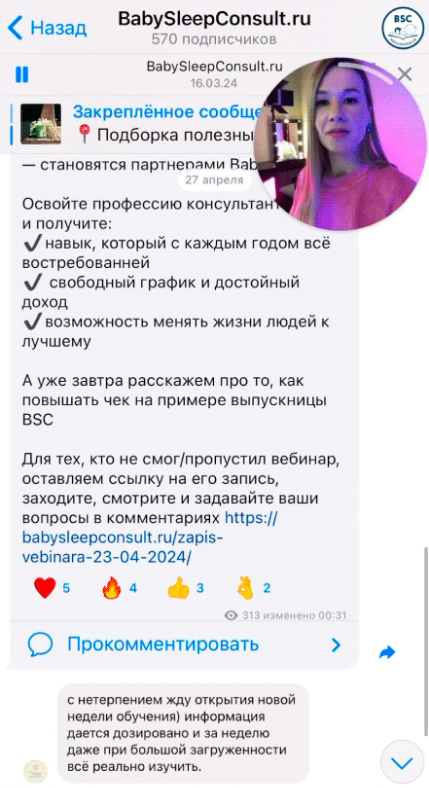 Назад
BabySleepConsult.ru
570 подписчиков
BSC
BabySleepConsult.ru
16.03.24
Закреплённое сообще
📍 Подборка полезны
— становятся партнерами Bab
27 апреля
Освойте профессию консультант
и получите:
✔️навык, который с каждым годом всё
востребованней
✔️ свободный график и достойный
доход
✔️возможность менять жизни людей к
лучшему
А уже завтра расскажем про то, как
повышать чек на примере выпускницы
BSC
Для тех, кто не смог/пропустил вебинар,
оставляем ссылку на его запись,
заходите, смотрите и задавайте ваши
вопросы в комментариях https://
babysleepconsult.ru/zapis-
vebinara-23-04-2024/
❤️ 5 🔥 4 👍 3 👌 2
313 изменено 00:31
Прокомментировать
с нетерпением жду открытия новой
недели обучения) информация
дается дозировано и за неделю
даже при большой загруженности
всё реально изучить.